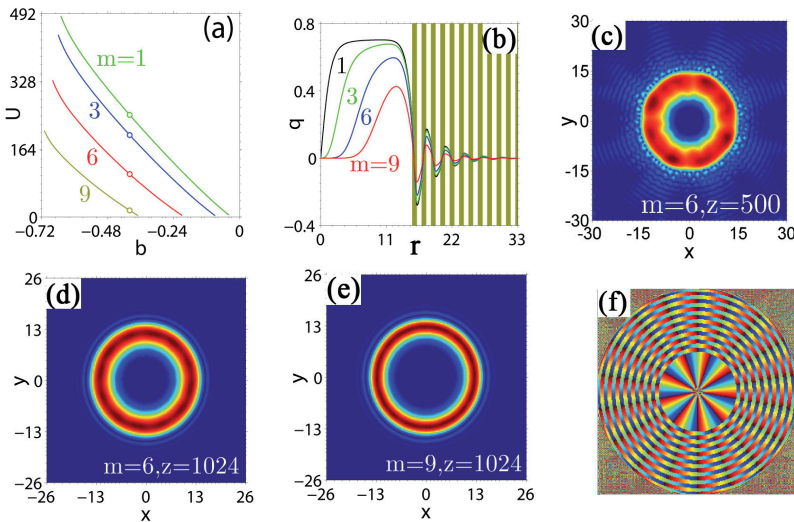 (a)
U
492
328
164
0
m=1
3
6
9
−0.72
−0.48
−0.24
0
b
(b)
q
0.8
0.4
0
−0.4
1
3
6
m=9
0
11
22
33
r
(c)
y
30
15
0
−15
−30
m=6,z=500
−30
−15
0
15
30
x
(d)
y
26
13
0
−13
−26
m=6,z=1024
−26
−13
0
13
26
x
(e)
y
26
13
0
−13
−26
m=9,z=1024
−26
−13
0
13
26
x
(f)